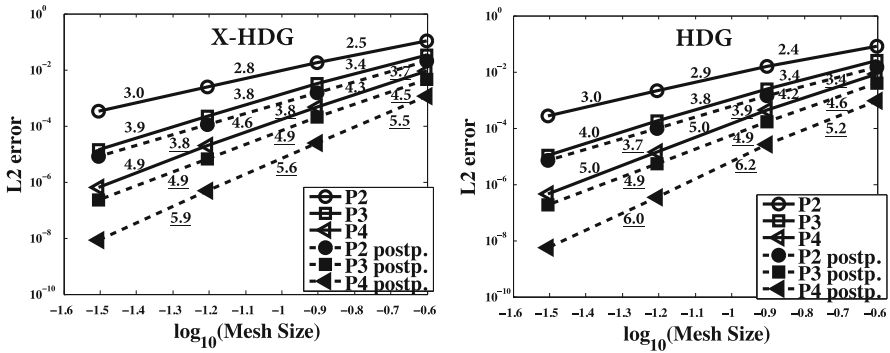 X-HDG
10^0
10^-2
10^-4
10^-6
10^-8
10^-10
L2 error
2.5
2.8
3.0
3.4
3.7
3.8
4.3
3.9
4.6
3.8
4.5
3.8
4.9
5.5
4.9
4.9
5.6
5.9
P2
P3
P4
P2 postp.
P3 postp.
P4 postp.
−1.6 −1.5 −1.4 −1.3 −1.2 −1.1 −1 −0.9 −0.8 −0.7 −0.6
log10(Mesh Size)
HDG
10^0
10^-2
10^-4
10^-6
10^-8
10^-10
L2 error
2.4
2.9
3.0
3.4
3.4
3.8
4.2
4.0
3.9
4.6
5.0
3.7
4.9
5.2
5.0
4.9
6.2
6.0
P2
P3
P4
P2 postp.
P3 postp.
P4 postp.
−1.6 −1.5 −1.4 −1.3 −1.2 −1.1 −1 −0.9 −0.8 −0.7 −0.6
log10(Mesh Size)